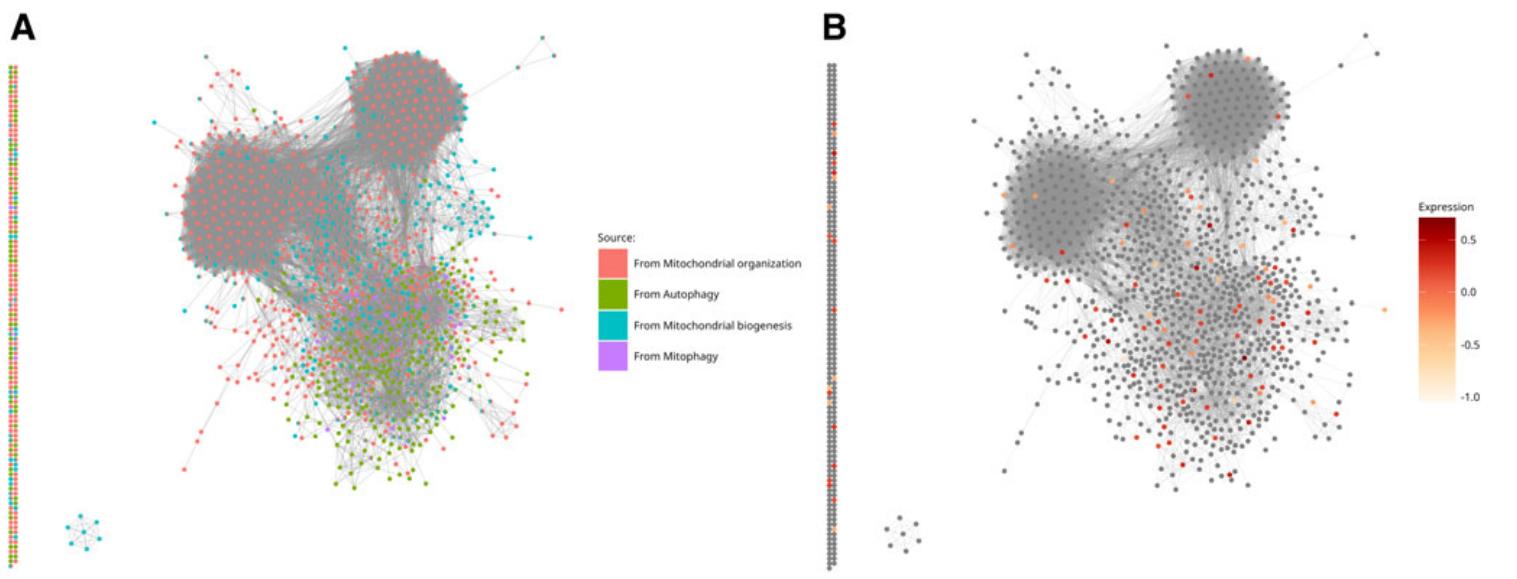 A
B
Source:
From Mitochondrial organization
From Autophagy
From Mitochondrial biogenesis
From Mitophagy
Expression
0.5
0.0
-0.5
-1.0